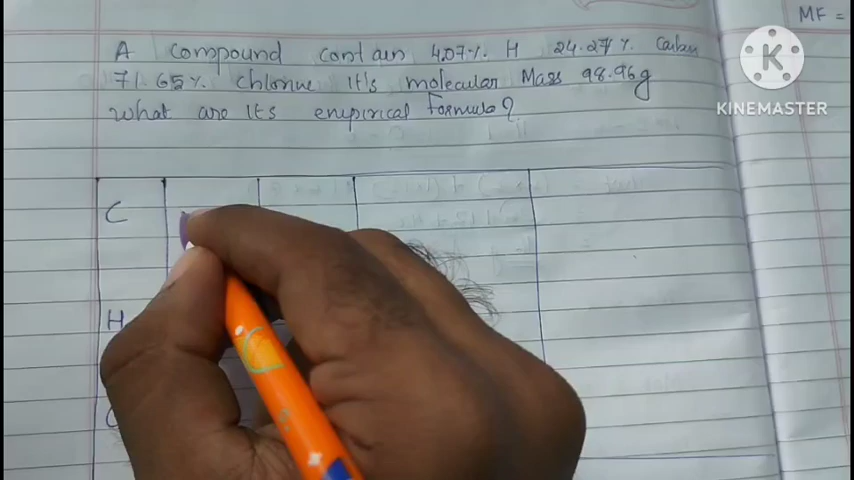 MF =
A compound contain 4.07%. H 24.27%. Carbon
71.65%. Chlorine It's molecular Mass 98.96g
What are It's empirical formula?
K
KINEMASTER
C
H